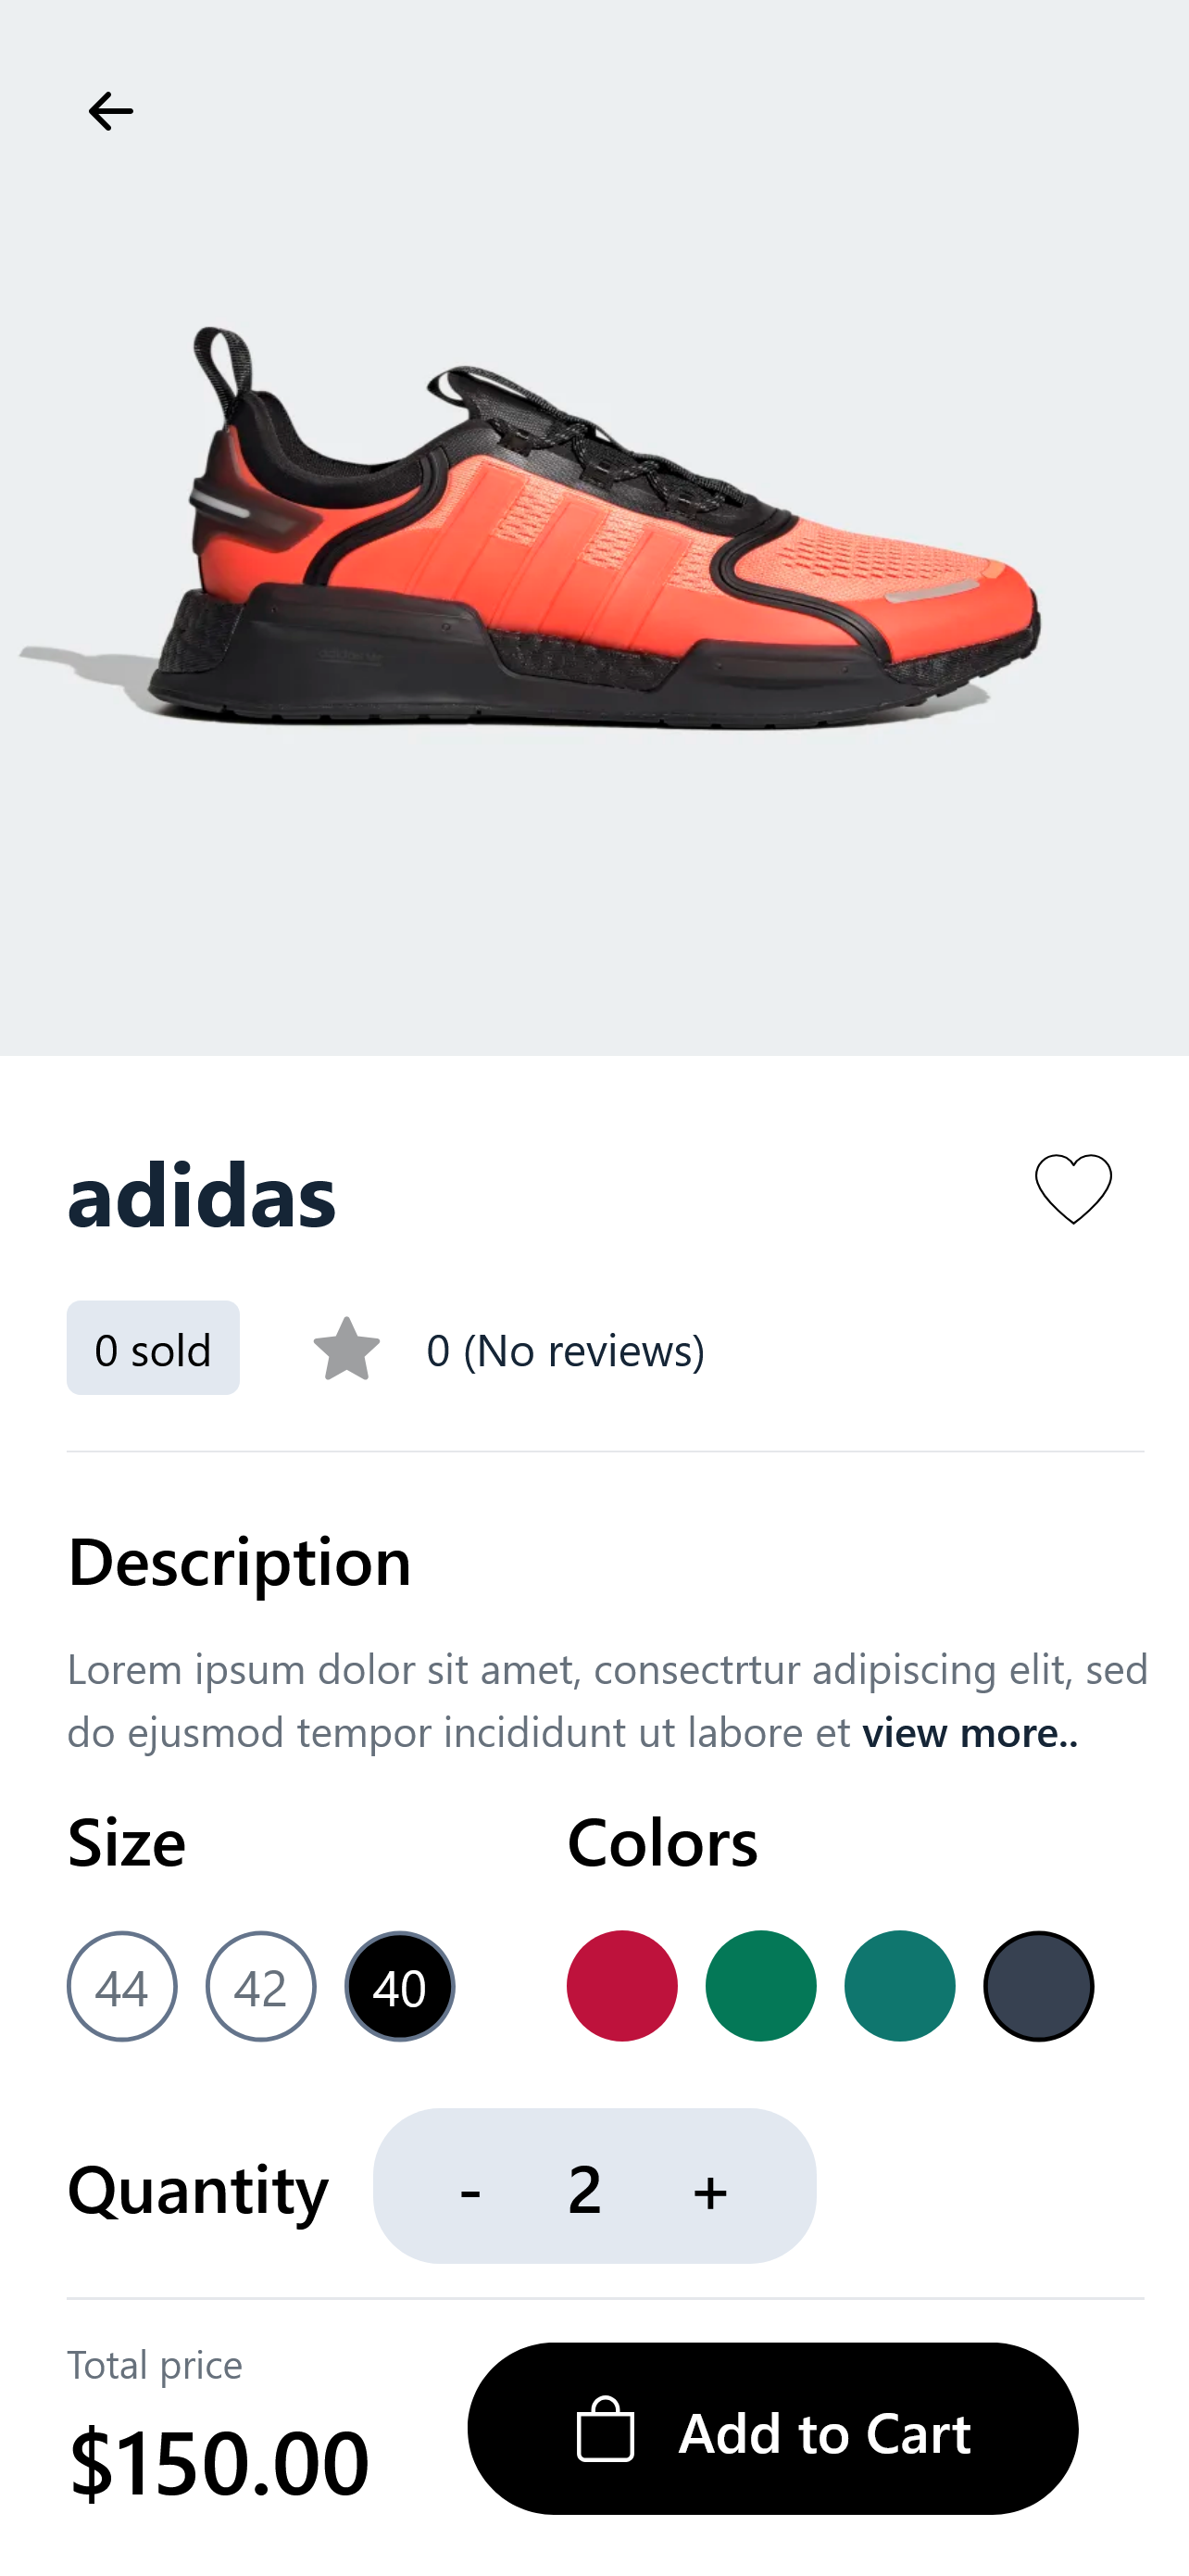 adidas
0 sold
0 (No reviews)
Description
Lorem ipsum dolor sit amet, consectrtur adipiscing elit, sed
do ejusmod tempor incididunt ut labore et view more..
Size
Colors
44 42 40
Quantity - 2 +
Total price
$150.00
Add to Cart